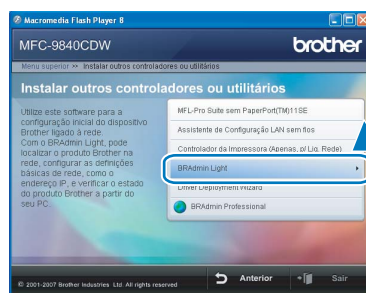 Macromedia Flash Player 8
MFC-9840CDW
brother
Menu superior >> Instalar outros controladores ou utilitários
Instalar outros controladores ou utilitários
Utilize este software para a
configuração inicial do dispositivo
Brother ligado à rede.
Com o BRAdmin Light, pode
localizar o produto Brother na
rede, configurar as definições
básicas de rede, como o
endereço IP, e verificar o estado
do produto Brother a partir do
seu PC.
MFL-Pro Suite sem PaperPort(TM)11SE
Assistente de Configuração LAN sem fios
Controlador da Impressora (Apenas, p/ Lig. Rede)
BRAdmin Light
Driver Deployment Wizard
BRAdmin Professional
© 2001-2007 Brother Industries Ltd. All rights reserved
Anterior
Sair